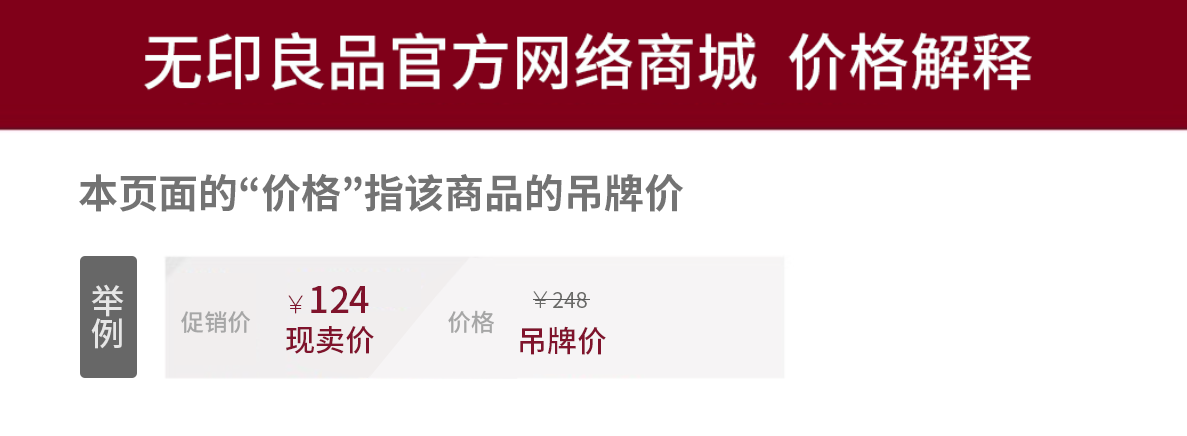 无印良品官方网络商城 价格解释
本页面的“价格”指该商品的吊牌价
举例
促销价 ￥124 现卖价
价格 ￥248 吊牌价